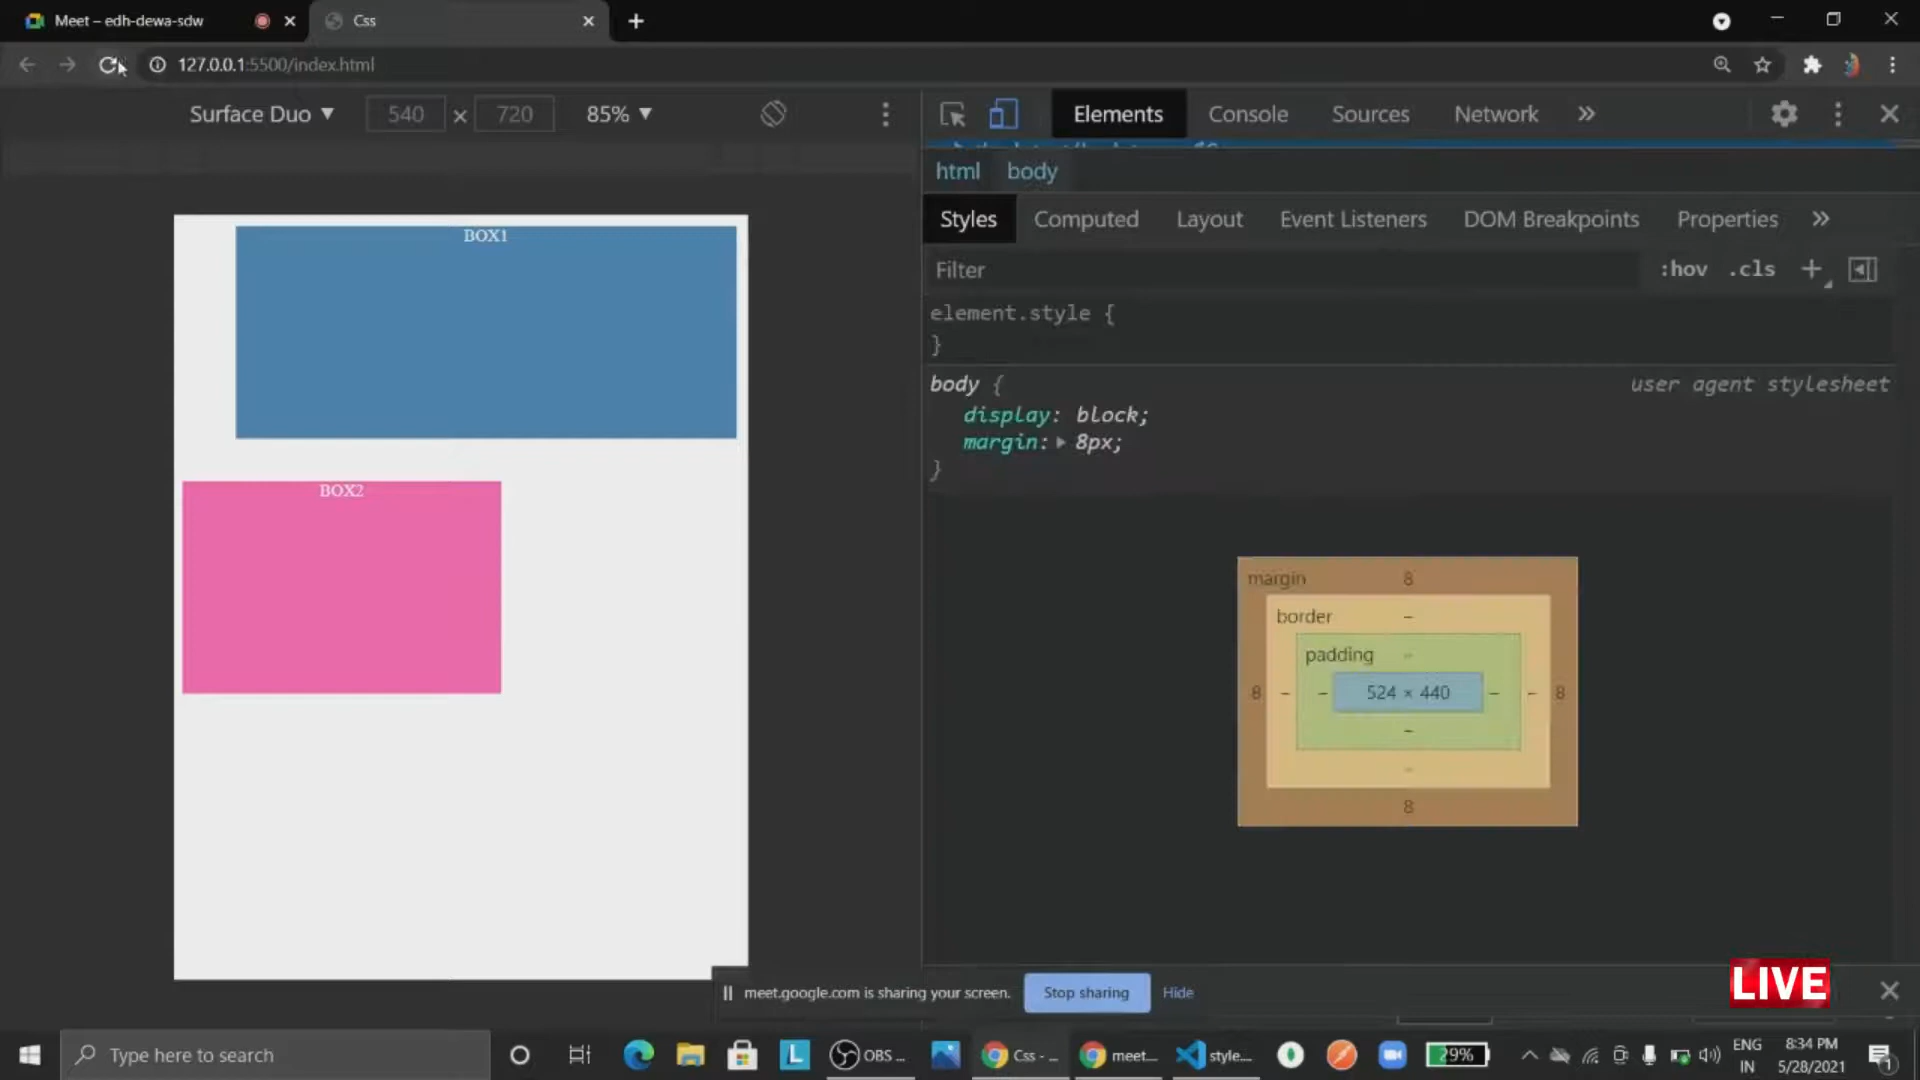 Meet – edh-dewa-sdw
Css
127.0.0.1:5500/index.html
Surface Duo ▼ 540 × 720 85% ▼
Elements Console Sources Network »
html body
Styles Computed Layout Event Listeners DOM Breakpoints Properties »
Filter :hov .cls +
element.style {
}
body { user agent stylesheet
display: block;
margin: ▶ 8px;
}
BOX1
BOX2
margin 8
border –
padding –
8 – – 524 × 440 – – 8
–
–
8
meet.google.com is sharing your screen. Stop sharing Hide
LIVE
Type here to search
OBS ...
Css - ...
meet...
style...
29%
ENG
IN
8:34 PM
5/28/2021
1